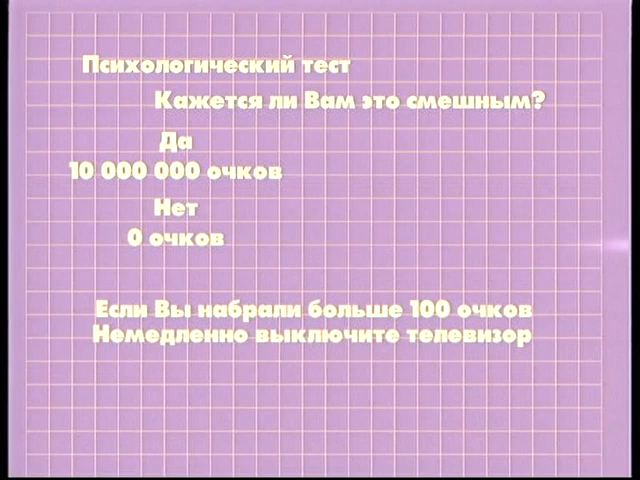 Психологический тест
Кажется ли Вам это смешным?
Да
10 000 000 очков
Нет
0 очков
Если Вы набрали больше 100 очков
Немедленно выключите телевизор